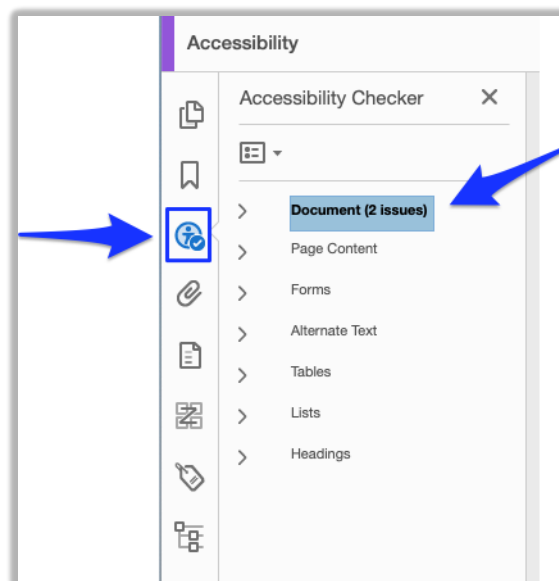 Accessibility
Accessibility Checker
Document (2 issues)
Page Content
Forms
Alternate Text
Tables
Lists
Headings